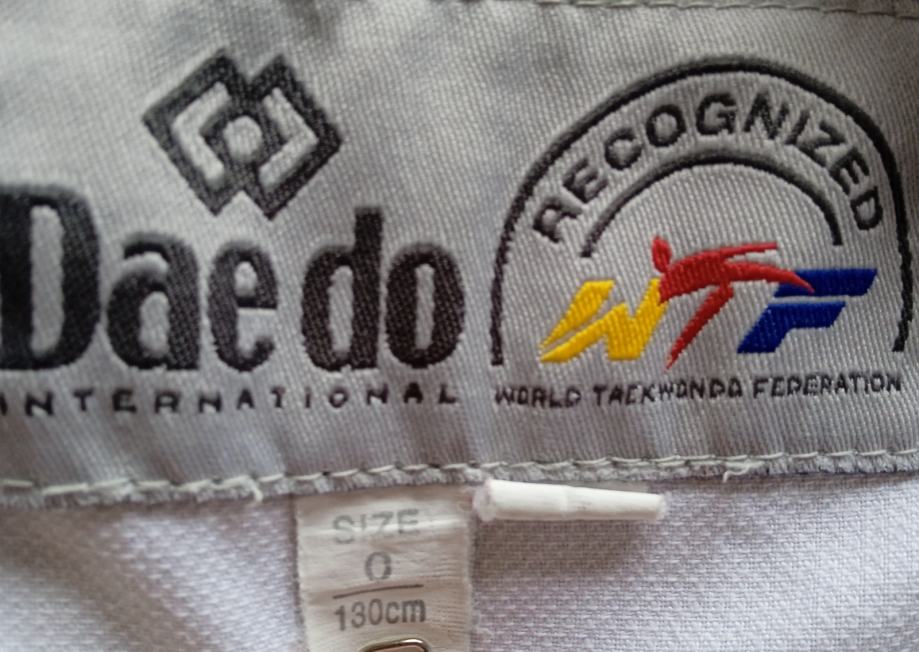 Daedo
INTERNATIONAL
RECOGNIZED
WTF
WORLD TAEKWONDO FEDERATION
SIZE
0
130cm